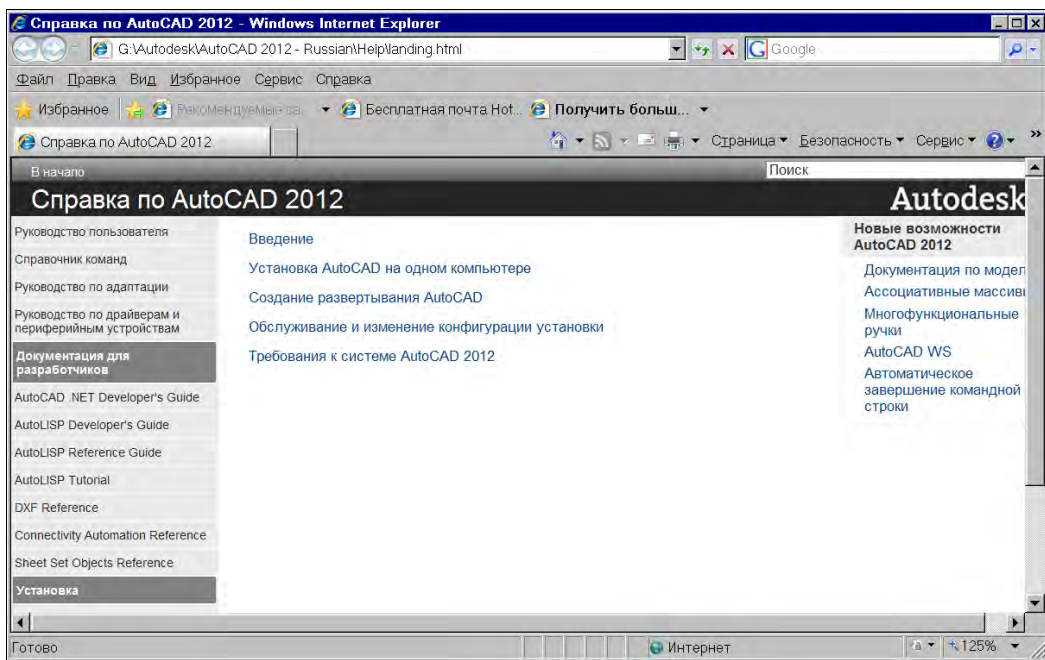 Справка по AutoCAD 2012 - Windows Internet Explorer
G:\Autodesk\AutoCAD 2012 - Russian\Help\landing.html
Google
Файл Правка Вид Избранное Сервис Справка
Избранное
Бесплатная почта Hot...
Получить больш...
Справка по AutoCAD 2012
Страница Безопасность Сервис
В начало
Поиск
Справка по AutoCAD 2012
Autodesk
Руководство пользователя
Справочник команд
Руководство по адаптации
Руководство по драйверам и
периферийным устройствам
Документация для
разработчиков
AutoCAD .NET Developer's Guide
AutoLISP Developer's Guide
AutoLISP Reference Guide
AutoLISP Tutorial
DXF Reference
Connectivity Automation Reference
Sheet Set Objects Reference
Установка
Введение
Установка AutoCAD на одном компьютере
Создание развертывания AutoCAD
Обслуживание и изменение конфигурации установки
Требования к системе AutoCAD 2012
Новые возможности
AutoCAD 2012
Документация по модел
Ассоциативные массив
Многофункциональные
ручки
AutoCAD WS
Автоматическое
завершение командной
строки
Готово
Интернет
125%